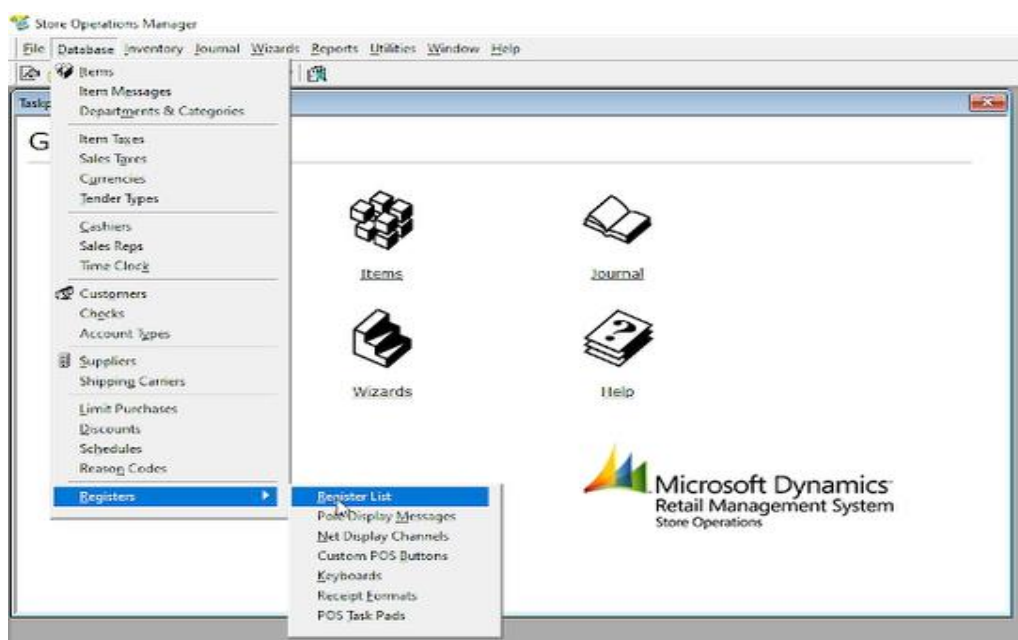 Store Operations Manager
File Database Inventory Journal Wizards Reports Utilities Window Help
Items
Item Messages
Departments & Categories
Taskp
G
Item Taxes
Sales Taxes
Currencies
Tender Types
Cashiers
Sales Reps
Time Clock
Items
Journal
Customers
Checks
Account Types
Suppliers
Shipping Carriers
Wizards
Help
Limit Purchases
Discounts
Schedules
Reason Codes
Registers
Register List
Pole Display Messages
Net Display Channels
Custom POS Buttons
Keyboards
Receipt Formats
POS Task Pads
Microsoft Dynamics
Retail Management System
Store Operations